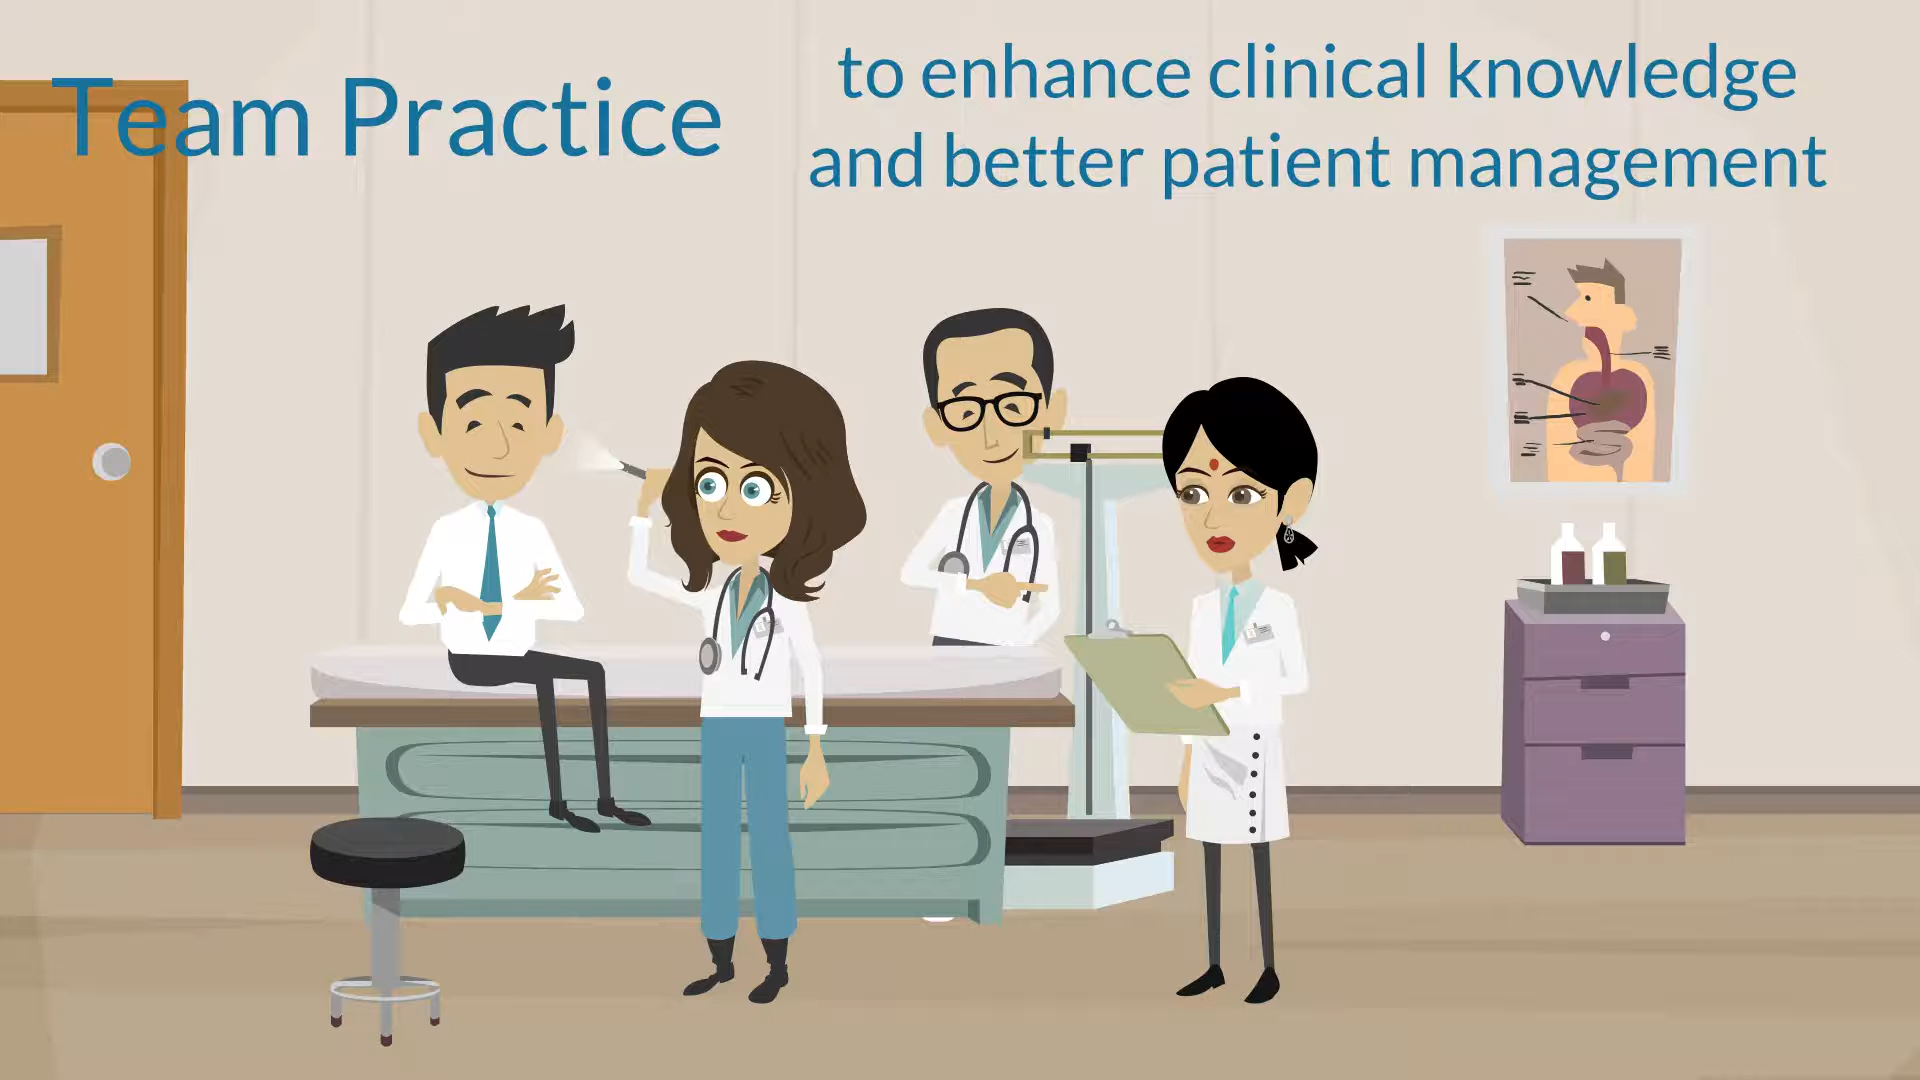 Team Practice
to enhance clinical knowledge
and better patient management